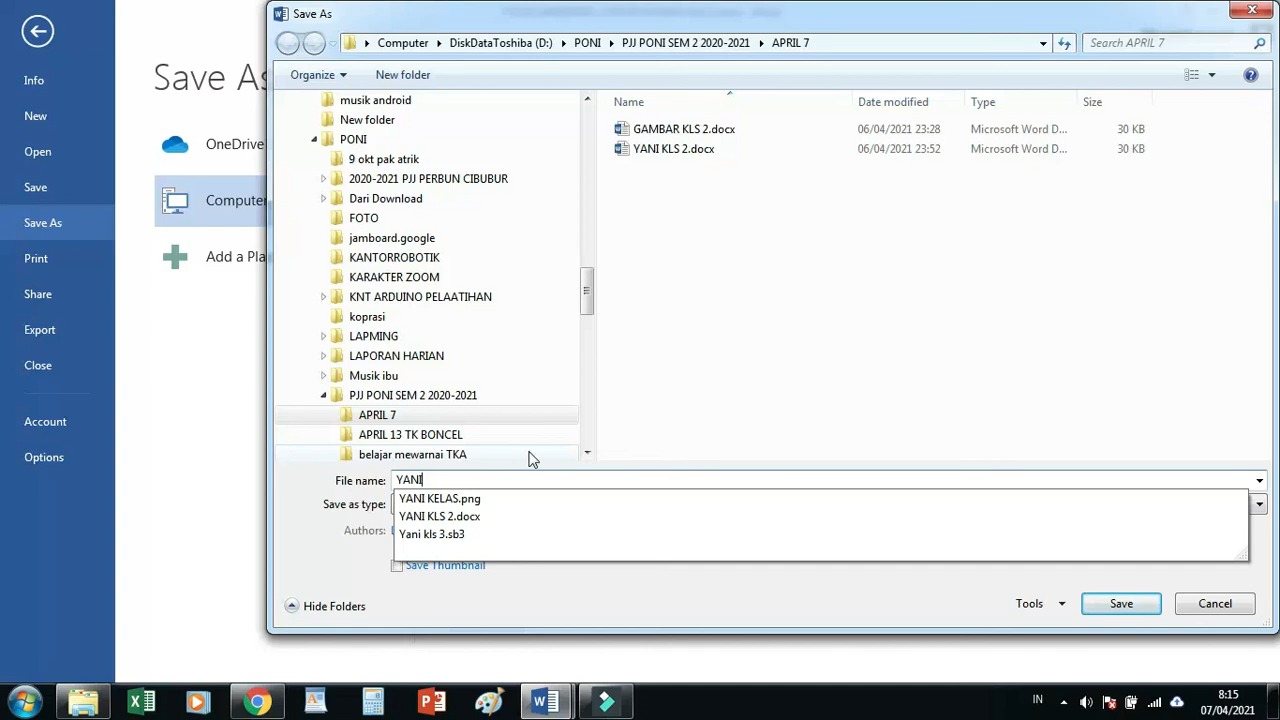 Save As
Computer
DiskDataToshiba (D:)
PONI
PJJ PONI SEM 2 2020-2021
APRIL 7
Search APRIL 7
Organize
New folder
Info
New
Open
Save
Save As
Print
Share
Export
Close
Account
Options
Save As
OneDrive
Computer
Add a Pla
musik android
New folder
PONI
9 okt pak atrik
2020-2021 PJJ PERBUN CIBUBUR
Dari Download
FOTO
jamboard.google
KANTORROBOTIK
KARAKTER ZOOM
KNT ARDUINO PELAATIHAN
koprasi
LAPMING
LAPORAN HARIAN
Musik ibu
PJJ PONI SEM 2 2020-2021
APRIL 7
APRIL 13 TK BONCEL
belajar mewarnai TKA
Name Date modified Type Size
GAMBAR KLS 2.docx 06/04/2021 23:28 Microsoft Word D... 30 KB
YANI KLS 2.docx 06/04/2021 23:52 Microsoft Word D... 30 KB
File name: YANI
Save as type:
Authors:
YANI KELAS.png
YANI KLS 2.docx
Yani kls 3.sb3
Save Thumbnail
Hide Folders
Tools
Save
Cancel
IN
8:15
07/04/2021